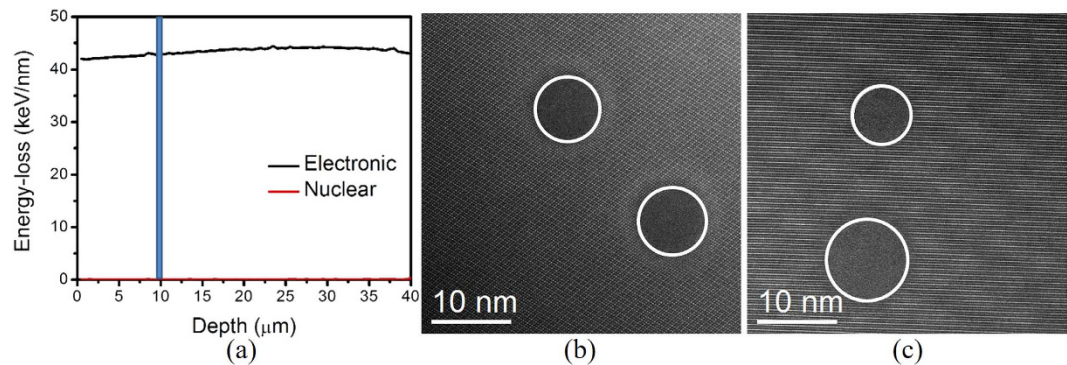 50
40
30
20
10
0
Energy-loss (keV/nm)
Electronic
Nuclear
0 5 10 15 20 25 30 35 40
Depth (μm)
10 nm
10 nm
(a)
(b)
(c)